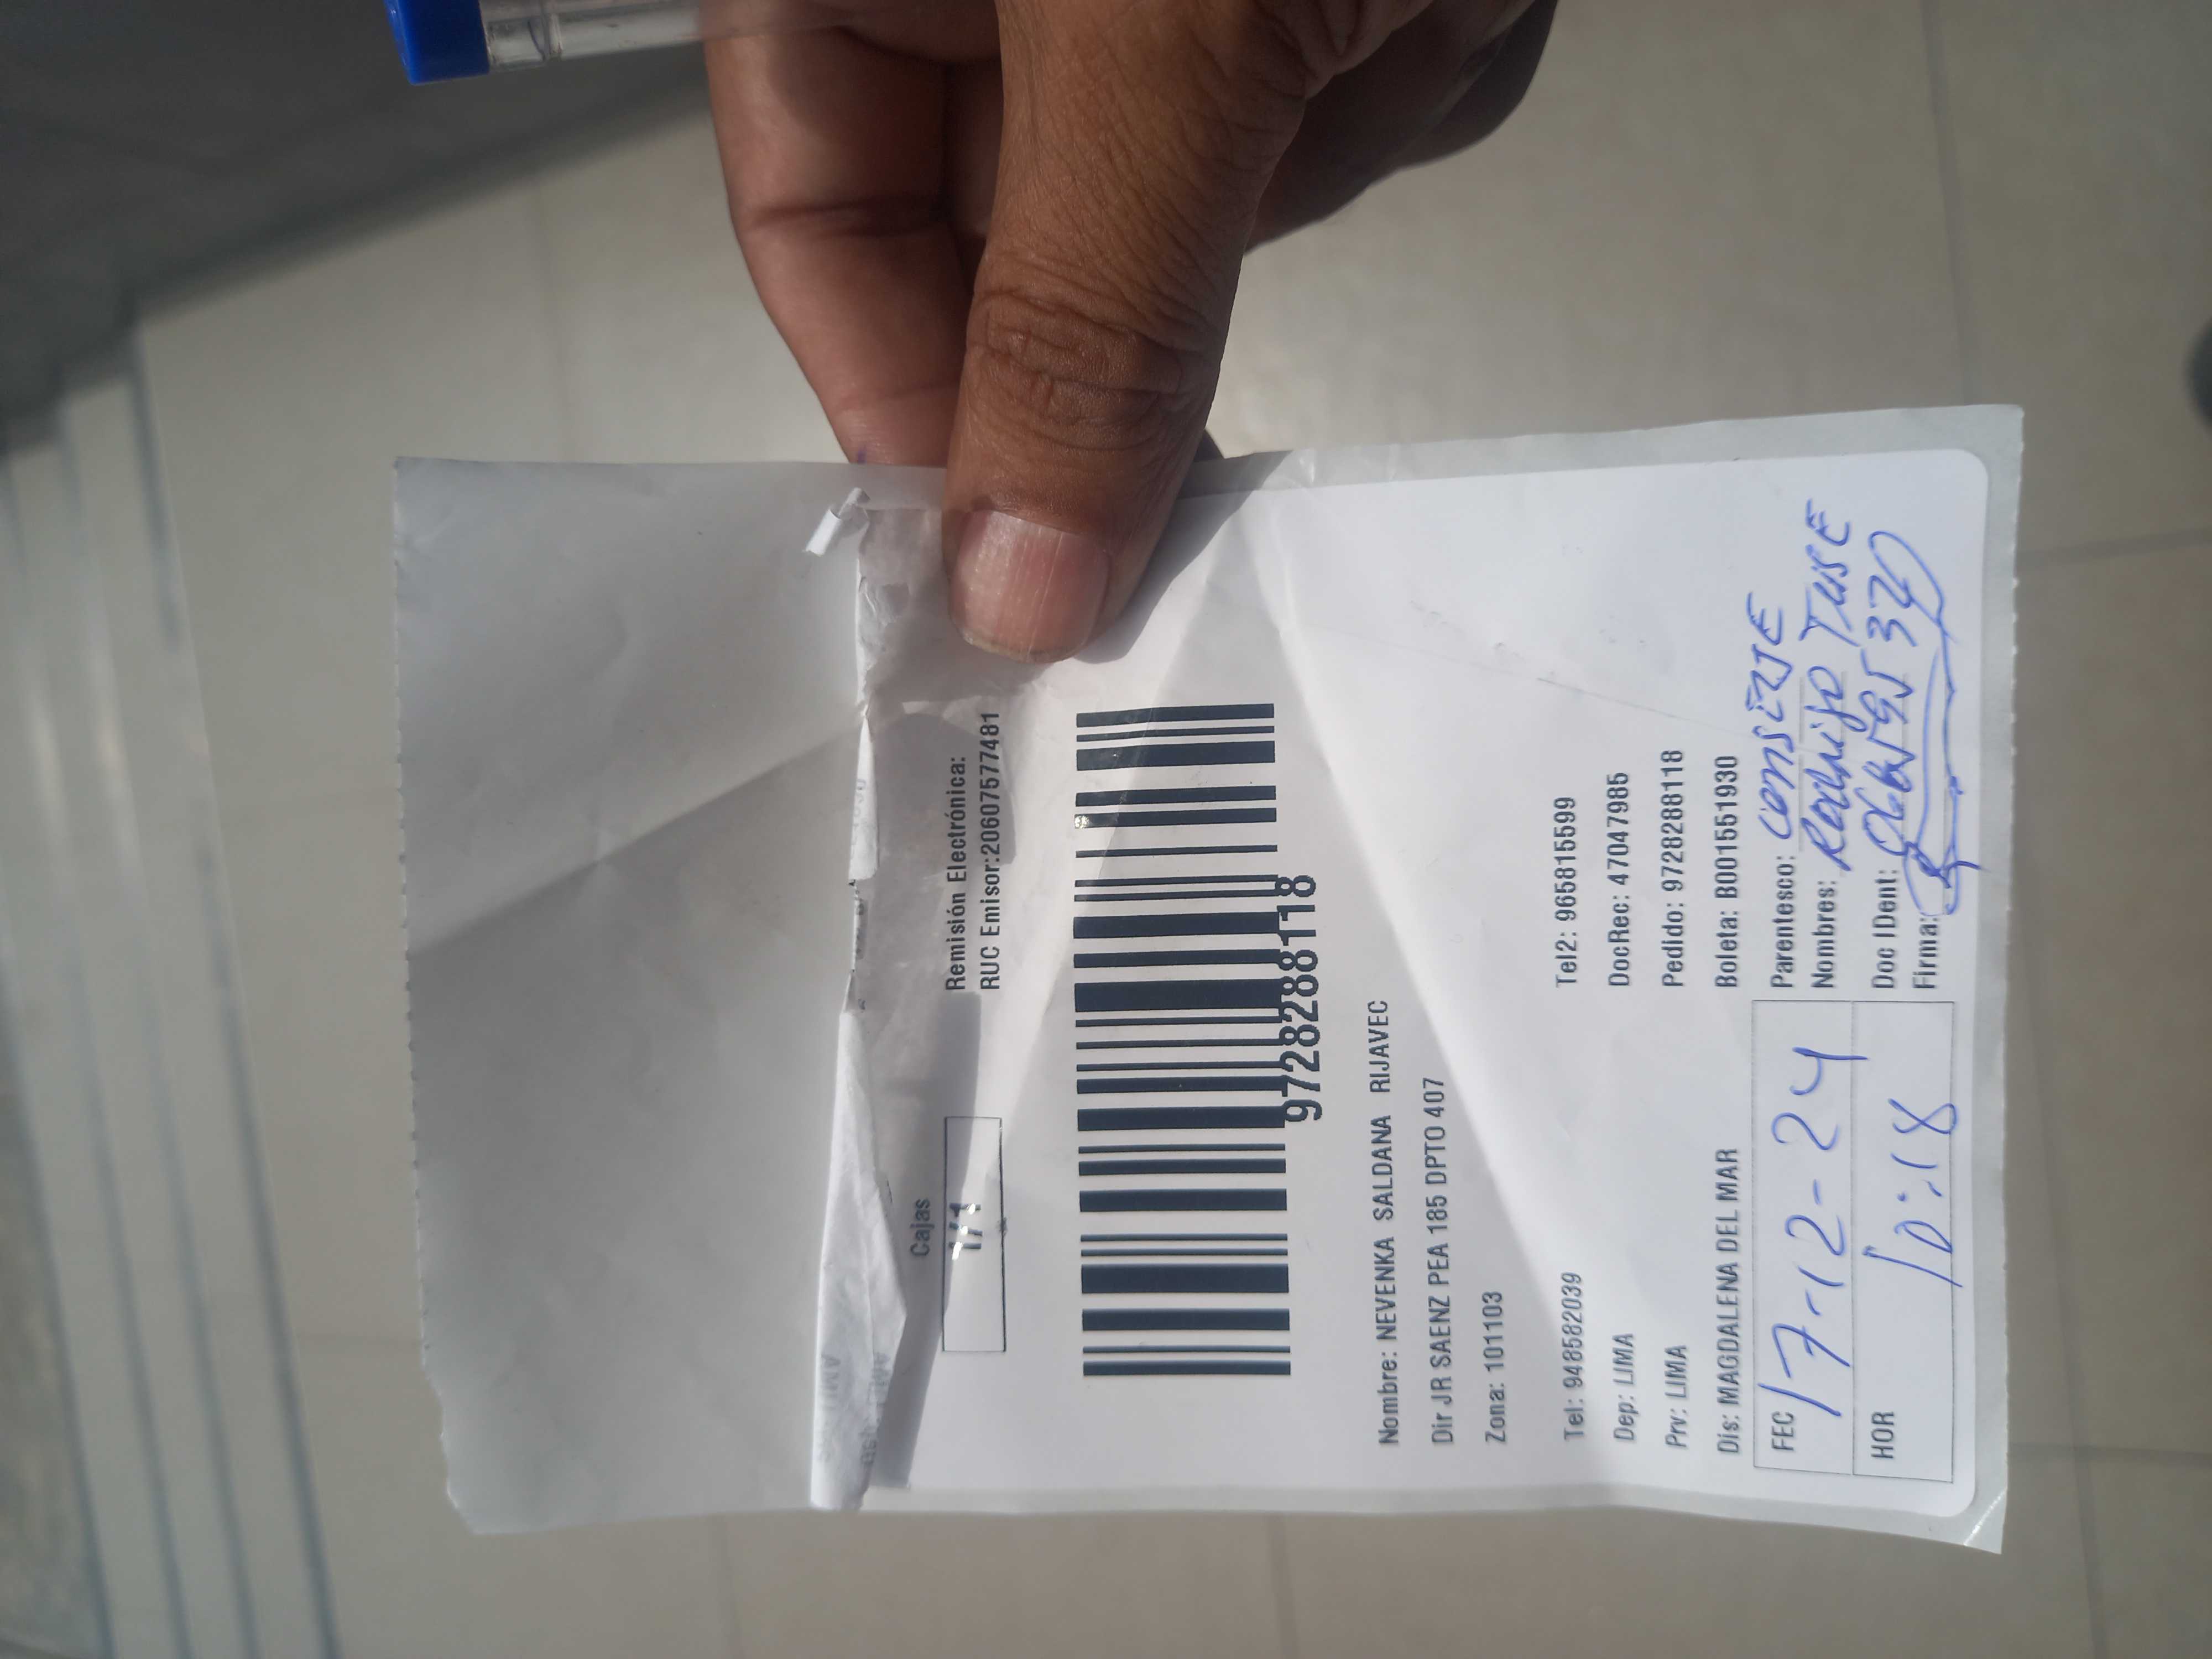 Cajas
1/1
Remisión Electrónica:
RUC Emisor:20607577481
9728288118
Nombre: NEVENKA SALDANA RIJAVEC
Dir JR SAENZ PEA 185 DPTO 407
Zona: 101103
Tel: 948582039 Tel2: 965815599
Dep: LIMA DocRec: 47047985
Prv: LIMA Pedido: 9728288118
Dis: MAGDALENA DEL MAR Boleta: B001551930
FEC 17-12-24 Parentesco:
Nombres:
HOR 10:18 Doc IDent:
Firma: